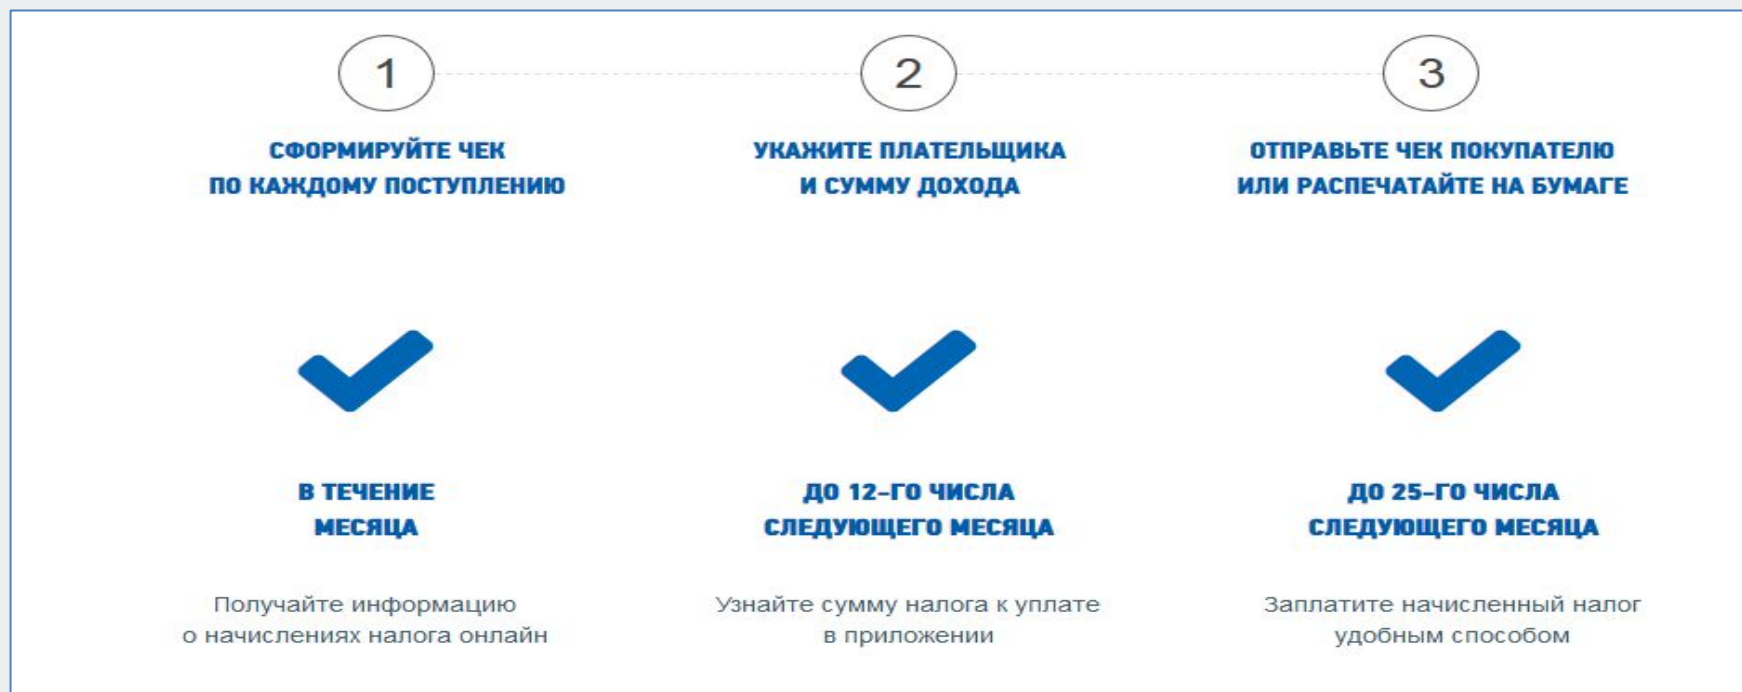 1
СФОРМИРУЙТЕ ЧЕК
ПО КАЖДОМУ ПОСТУПЛЕНИЮ
2
УКАЖИТЕ ПЛАТЕЛЬЩИКА
И СУММУ ДОХОДА
3
ОТПРАВЬТЕ ЧЕК ПОКУПАТЕЛЮ
ИЛИ РАСПЕЧАТАЙТЕ НА БУМАГЕ
В ТЕЧЕНИЕ
МЕСЯЦА
Получайте информацию
о начислениях налога онлайн
ДО 12-ГО ЧИСЛА
СЛЕДУЮЩЕГО МЕСЯЦА
Узнайте сумму налога к уплате
в приложении
ДО 25-ГО ЧИСЛА
СЛЕДУЮЩЕГО МЕСЯЦА
Заплатите начисленный налог
удобным способом